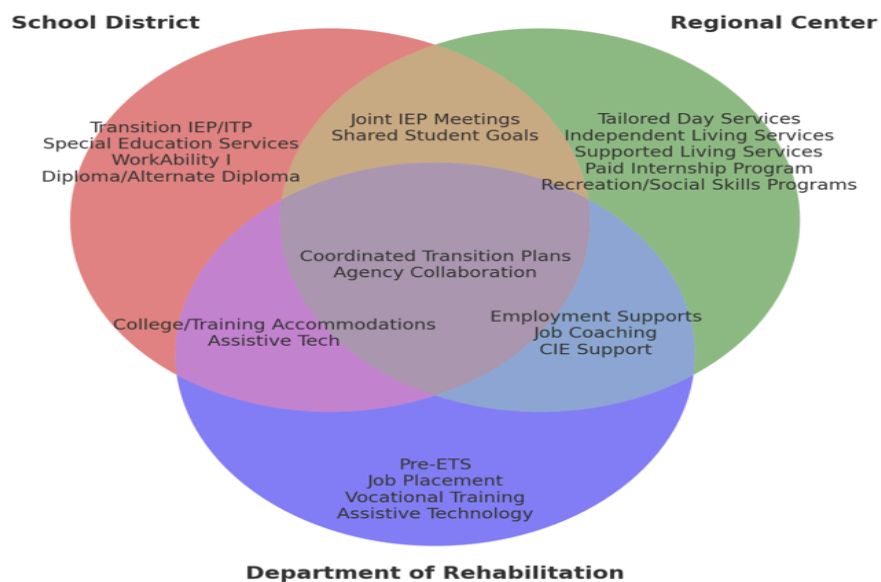 School District
Regional Center
Transition IEP/ITP
Special Education Services
WorkAbility I
Diploma/Alternate Diploma
Joint IEP Meetings
Shared Student Goals
Tailored Day Services
Independent Living Services
Supported Living Services
Paid Internship Program
Recreation/Social Skills Programs
Coordinated Transition Plans
Agency Collaboration
College/Training Accommodations
Assistive Tech
Employment Supports
Job Coaching
CIE Support
Pre-ETS
Job Placement
Vocational Training
Assistive Technology
Department of Rehabilitation